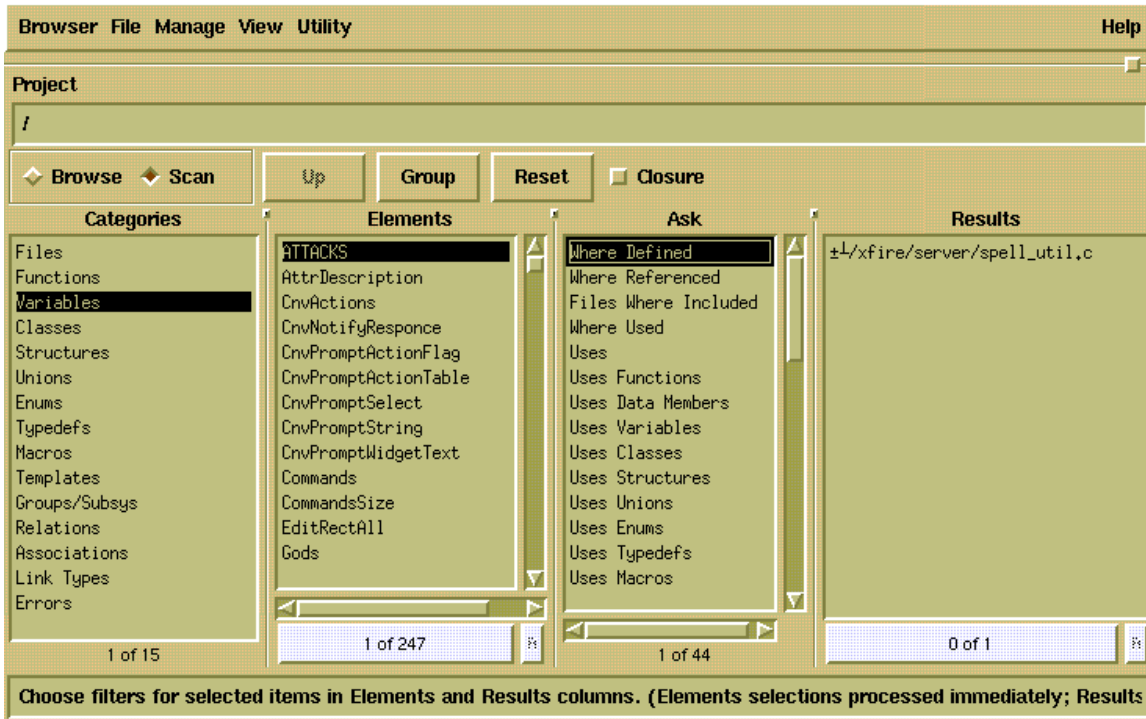 Browser File Manage View Utility Help
Project
/
Browse Scan Up Group Reset Closure
Categories Elements Ask Results
Files
Functions
Variables
Classes
Structures
Unions
Enums
Typedefs
Macros
Templates
Groups/Subsys
Relations
Associations
Link Types
Errors
1 of 15
ATTACKS
AttrDescription
CnvActions
CnvNotifyResponce
CnvPromptActionFlag
CnvPromptActionTable
CnvPromptSelect
CnvPromptString
CnvPromptWidgetText
Commands
CommandsSize
EditRectAll
Gods
1 of 247
Where Defined
Where Referenced
Files Where Included
Where Used
Uses
Uses Functions
Uses Data Members
Uses Variables
Uses Classes
Uses Structures
Uses Unions
Uses Enums
Uses Typedefs
Uses Macros
1 of 44
±┴/xfire/server/spell_util.c
0 of 1
Choose filters for selected items in Elements and Results columns. (Elements selections processed immediately; Results